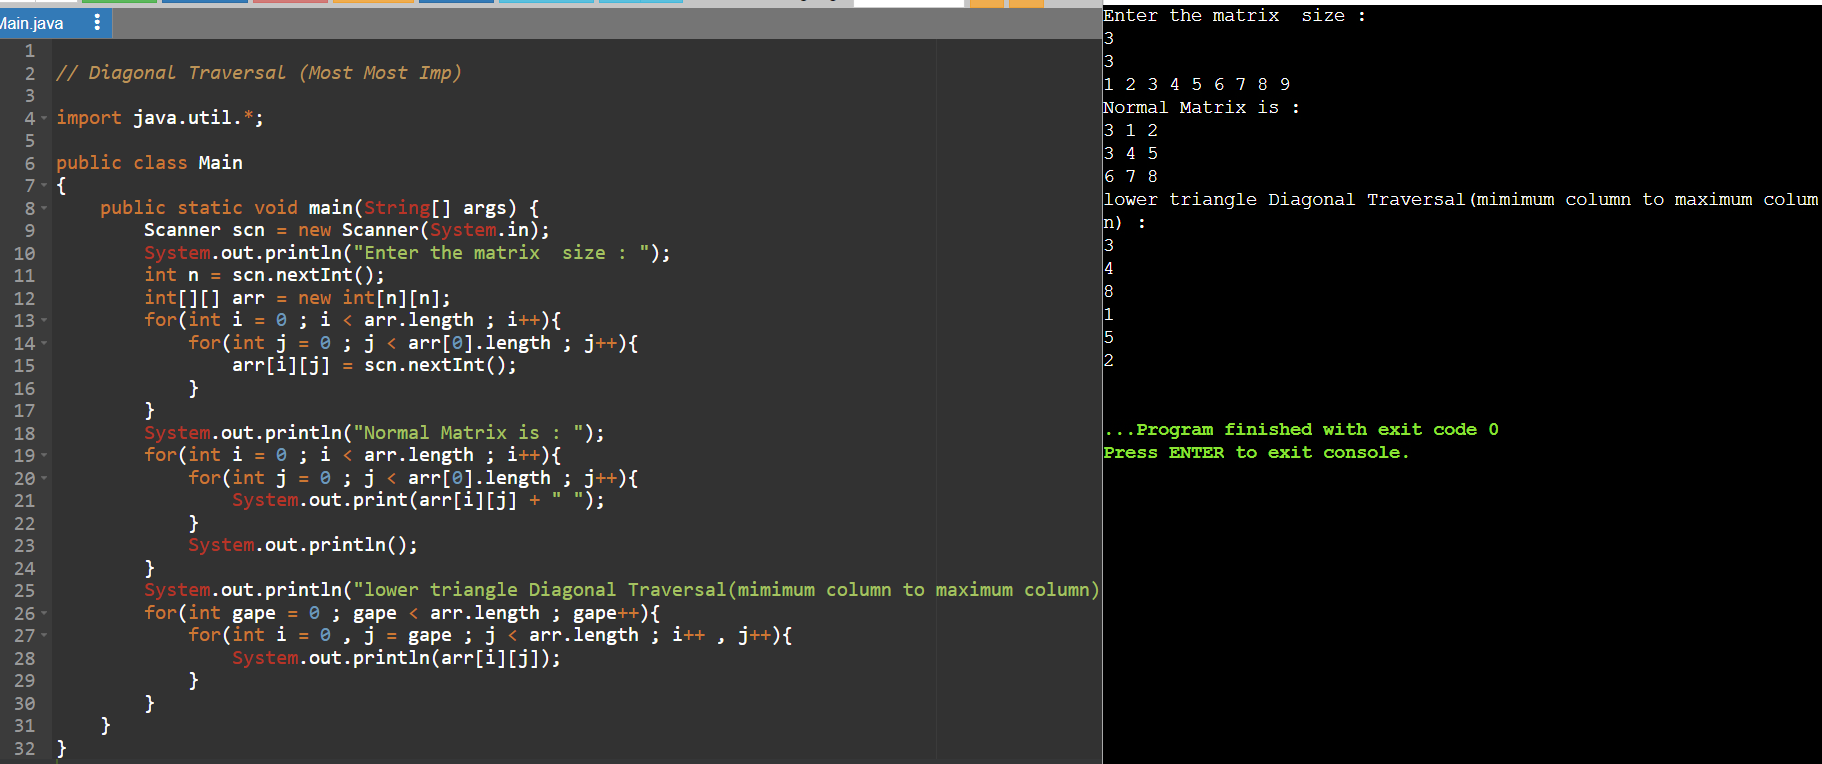 Main.java
1
2 // Diagonal Traversal (Most Most Imp)
3
4 import java.util.*;
5
6 public class Main
7 {
8     public static void main(String[] args) {
9         Scanner scn = new Scanner(System.in);
10         System.out.println("Enter the matrix  size : ");
11         int n = scn.nextInt();
12         int[][] arr = new int[n][n];
13         for(int i = 0 ; i < arr.length ; i++){
14             for(int j = 0 ; j < arr[0].length ; j++){
15                 arr[i][j] = scn.nextInt();
16             }
17         }
18         System.out.println("Normal Matrix is : ");
19         for(int i = 0 ; i < arr.length ; i++){
20             for(int j = 0 ; j < arr[0].length ; j++){
21                 System.out.print(arr[i][j] + " ");
22             }
23             System.out.println();
24         }
25         System.out.println("lower triangle Diagonal Traversal(mimimum column to maximum column)
26         for(int gape = 0 ; gape < arr.length ; gape++){
27             for(int i = 0 , j = gape ; j < arr.length ; i++ , j++){
28                 System.out.println(arr[i][j]);
29             }
30         }
31     }
32 }
Enter the matrix  size :
3
3
1 2 3 4 5 6 7 8 9
Normal Matrix is :
3 1 2
3 4 5
6 7 8
lower triangle Diagonal Traversal(mimimum column to maximum colum
n) :
3
4
8
1
5
2
...Program finished with exit code 0
Press ENTER to exit console.